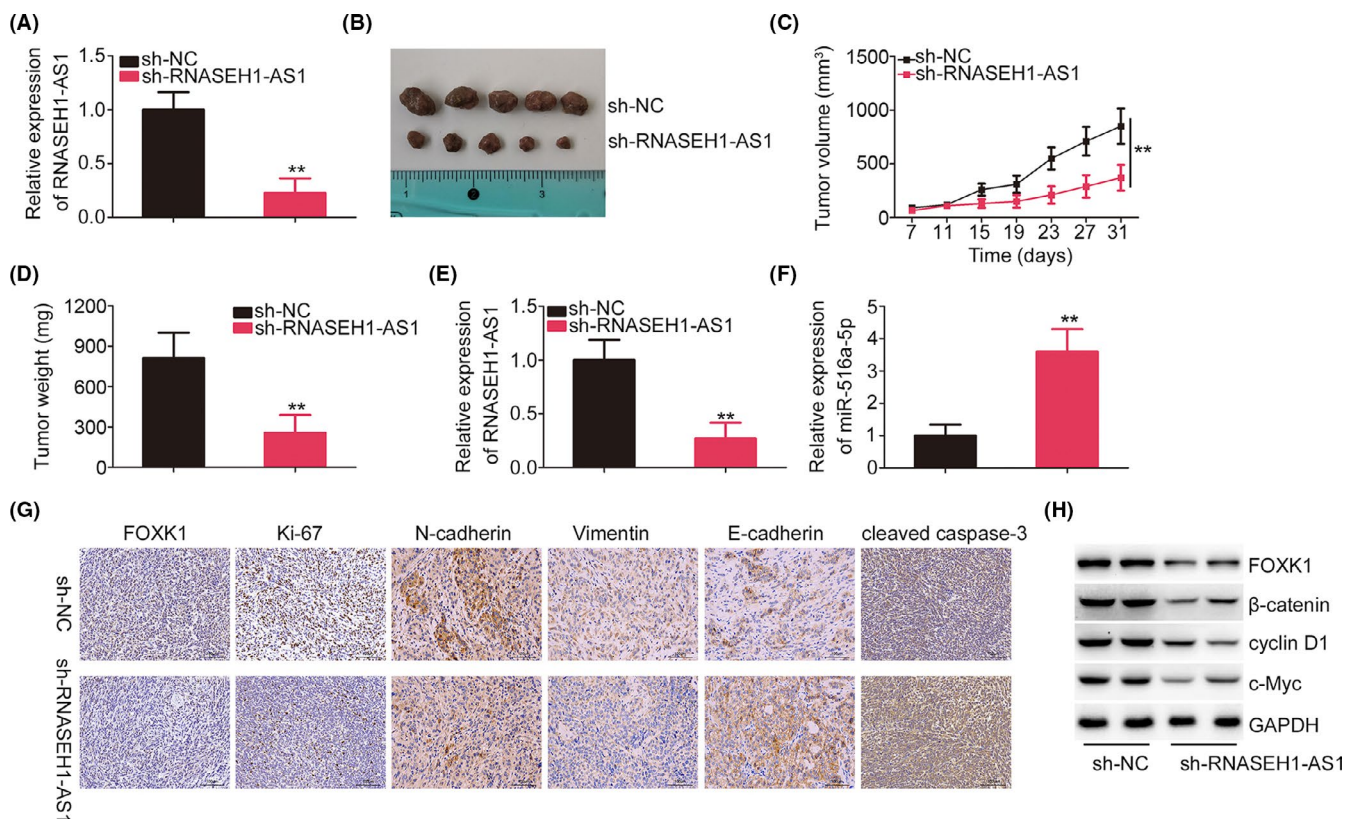 (A)
Relative expression
of RNASEH1-AS1
1.5
1.0
0.5
0.0
sh-NC
sh-RNASEH1-AS1
**
(B)
sh-NC
sh-RNASEH1-AS1
1
2
3
(C)
Tumor volume (mm³)
1500
1000
500
0
sh-NC
sh-RNASEH1-AS1
**
7 11 15 19 23 27 31
Time (days)
(D)
Tumor weight (mg)
1200
900
600
300
0
sh-NC
sh-RNASEH1-AS1
**
(E)
Relative expression
of RNASEH1-AS1
1.5
1.0
0.5
0.0
sh-NC
sh-RNASEH1-AS1
**
(F)
Relative expression
of miR-516a-5p
5
4
3
2
1
0
**
(G)
FOXK1 Ki-67 N-cadherin Vimentin E-cadherin cleaved caspase-3
sh-NC
sh-RNASEH1-AS1
(H)
FOXK1
β-catenin
cyclin D1
c-Myc
GAPDH
sh-NC sh-RNASEH1-AS1